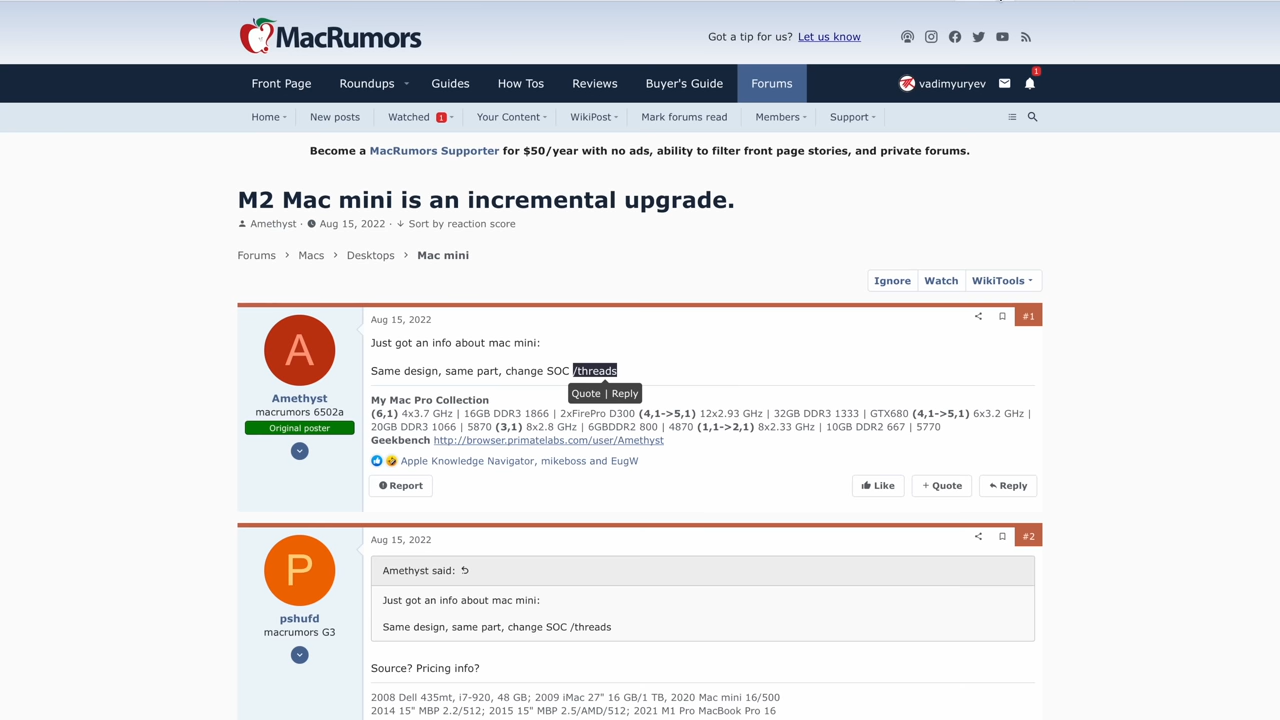 MacRumors
Got a tip for us? Let us know
Front Page Roundups Guides How Tos Reviews Buyer's Guide Forums vadimyuryev 1
Home New posts Watched 1 Your Content WikiPost Mark forums read Members Support
Become a MacRumors Supporter for $50/year with no ads, ability to filter front page stories, and private forums.
M2 Mac mini is an incremental upgrade.
Amethyst · Aug 15, 2022 · Sort by reaction score
Forums Macs Desktops Mac mini
Ignore Watch WikiTools
A
Amethyst
macrumors 6502a
Original poster
Aug 15, 2022 #1
Just got an info about mac mini:
Same design, same part, change SOC /threads
Quote | Reply
My Mac Pro Collection
(6,1) 4x3.7 GHz | 16GB DDR3 1866 | 2xFirePro D300 (4,1->5,1) 12x2.93 GHz | 32GB DDR3 1333 | GTX680 (4,1->5,1) 6x3.2 GHz |
20GB DDR3 1066 | 5870 (3,1) 8x2.8 GHz | 6GBDDR2 800 | 4870 (1,1->2,1) 8x2.33 GHz | 10GB DDR2 667 | 5770
Geekbench http://browser.primatelabs.com/user/Amethyst
Apple Knowledge Navigator, mikeboss and EugW
Report Like + Quote Reply
P
pshufd
macrumors G3
Aug 15, 2022 #2
Amethyst said:
Just got an info about mac mini:
Same design, same part, change SOC /threads
Source? Pricing info?
2008 Dell 435mt, i7-920, 48 GB; 2009 iMac 27" 16 GB/1 TB, 2020 Mac mini 16/500
2014 15" MBP 2.2/512; 2015 15" MBP 2.5/AMD/512; 2021 M1 Pro MacBook Pro 16